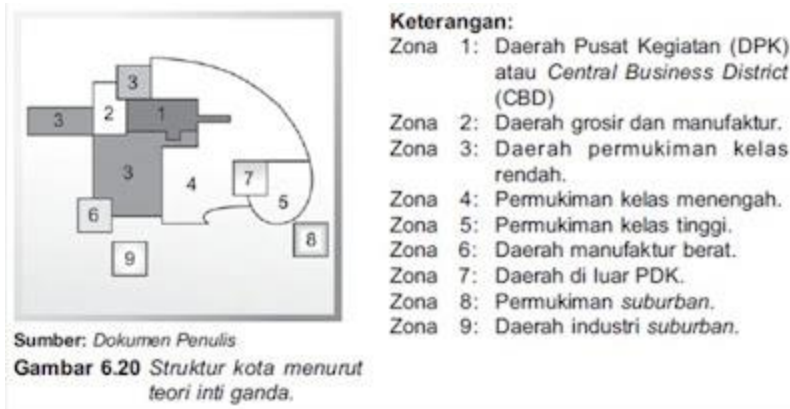 3
3
2
1
3
4
7
5
6
8
9
Sumber: Dokumen Penulis
Gambar 6.20 Struktur kota menurut
teori inti ganda.
Keterangan:
Zona 1: Daerah Pusat Kegiatan (DPK)
atau Central Business District
(CBD)
Zona 2: Daerah grosir dan manufaktur.
Zona 3: Daerah permukiman kelas
rendah.
Zona 4: Permukiman kelas menengah.
Zona 5: Permukiman kelas tinggi.
Zona 6: Daerah manufaktur berat.
Zona 7: Daerah di luar PDK.
Zona 8: Permukiman suburban.
Zona 9: Daerah industri suburban.